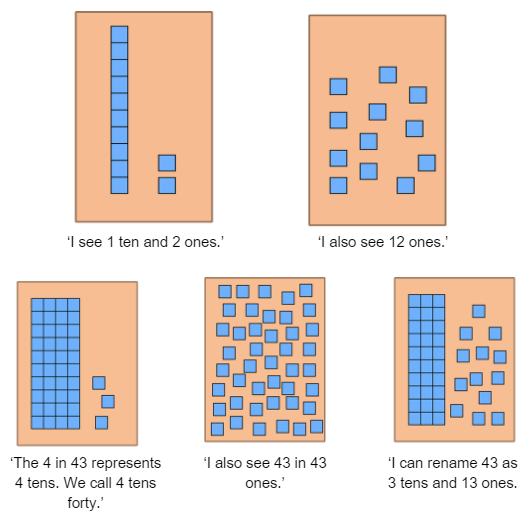 ‘I see 1 ten and 2 ones.’
‘I also see 12 ones.’
‘The 4 in 43 represents
4 tens. We call 4 tens
forty.’
‘I also see 43 in 43
ones.’
‘I can rename 43 as
3 tens and 13 ones.